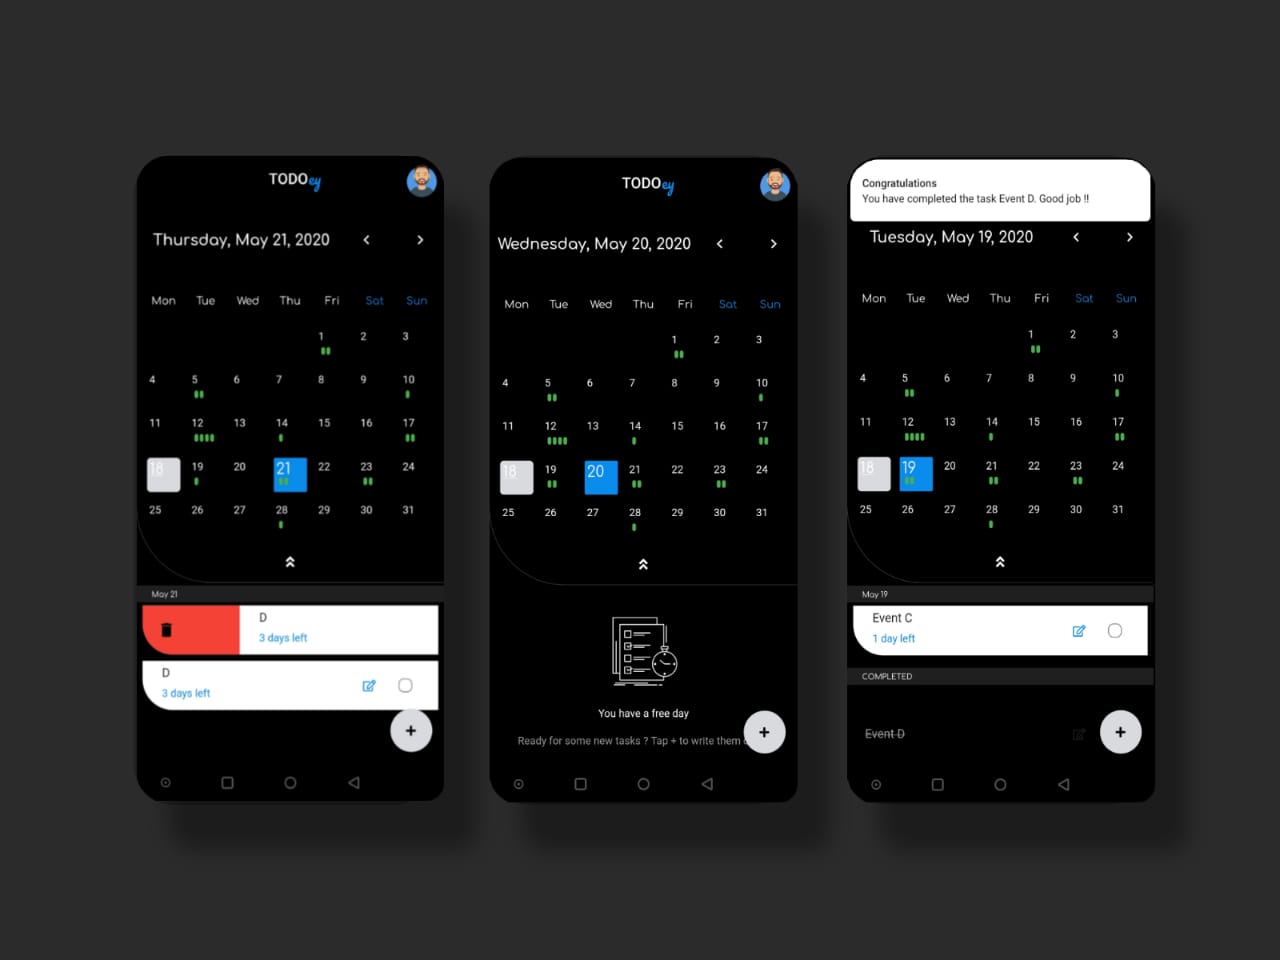 TODOey
Thursday, May 21, 2020
Mon Tue Wed Thu Fri Sat Sun
1 2 3
4 5 6 7 8 9 10
11 12 13 14 15 16 17
18 19 20 21 22 23 24
25 26 27 28 29 30 31
May 21
D
3 days left
D
3 days left
+
TODOey
Wednesday, May 20, 2020
Mon Tue Wed Thu Fri Sat Sun
1 2 3
4 5 6 7 8 9 10
11 12 13 14 15 16 17
18 19 20 21 22 23 24
25 26 27 28 29 30 31
You have a free day
Ready for some new tasks ? Tap + to write them
+
Congratulations
You have completed the task Event D. Good job !!
Tuesday, May 19, 2020
Mon Tue Wed Thu Fri Sat Sun
1 2 3
4 5 6 7 8 9 10
11 12 13 14 15 16 17
18 19 20 21 22 23 24
25 26 27 28 29 30 31
May 19
Event C
1 day left
COMPLETED
Event D
+